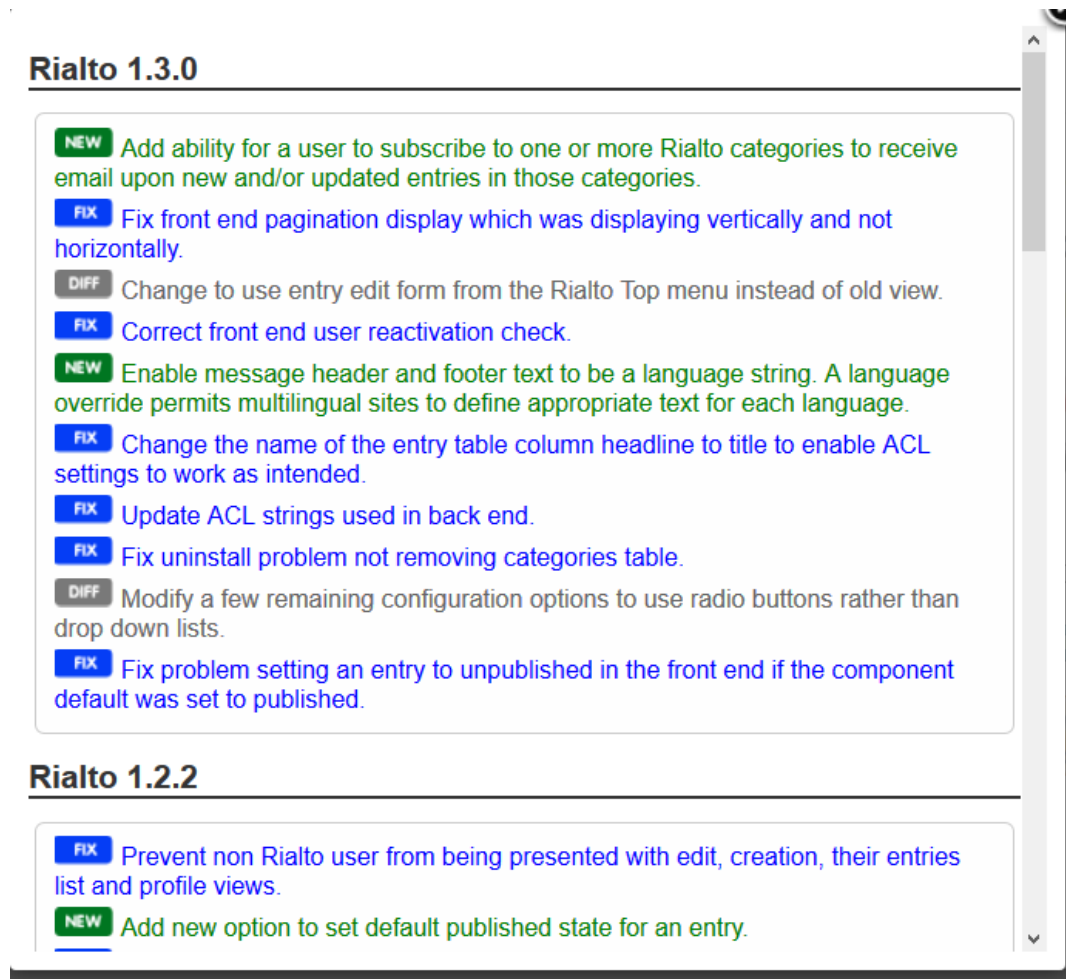 Rialto 1.3.0
NEW Add ability for a user to subscribe to one or more Rialto categories to receive
email upon new and/or updated entries in those categories.
FIX Fix front end pagination display which was displaying vertically and not
horizontally.
DIFF Change to use entry edit form from the Rialto Top menu instead of old view.
FIX Correct front end user reactivation check.
NEW Enable message header and footer text to be a language string. A language
override permits multilingual sites to define appropriate text for each language.
FIX Change the name of the entry table column headline to title to enable ACL
settings to work as intended.
FIX Update ACL strings used in back end.
FIX Fix uninstall problem not removing categories table.
DIFF Modify a few remaining configuration options to use radio buttons rather than
drop down lists.
FIX Fix problem setting an entry to unpublished in the front end if the component
default was set to published.
Rialto 1.2.2
FIX Prevent non Rialto user from being presented with edit, creation, their entries
list and profile views.
NEW Add new option to set default published state for an entry.